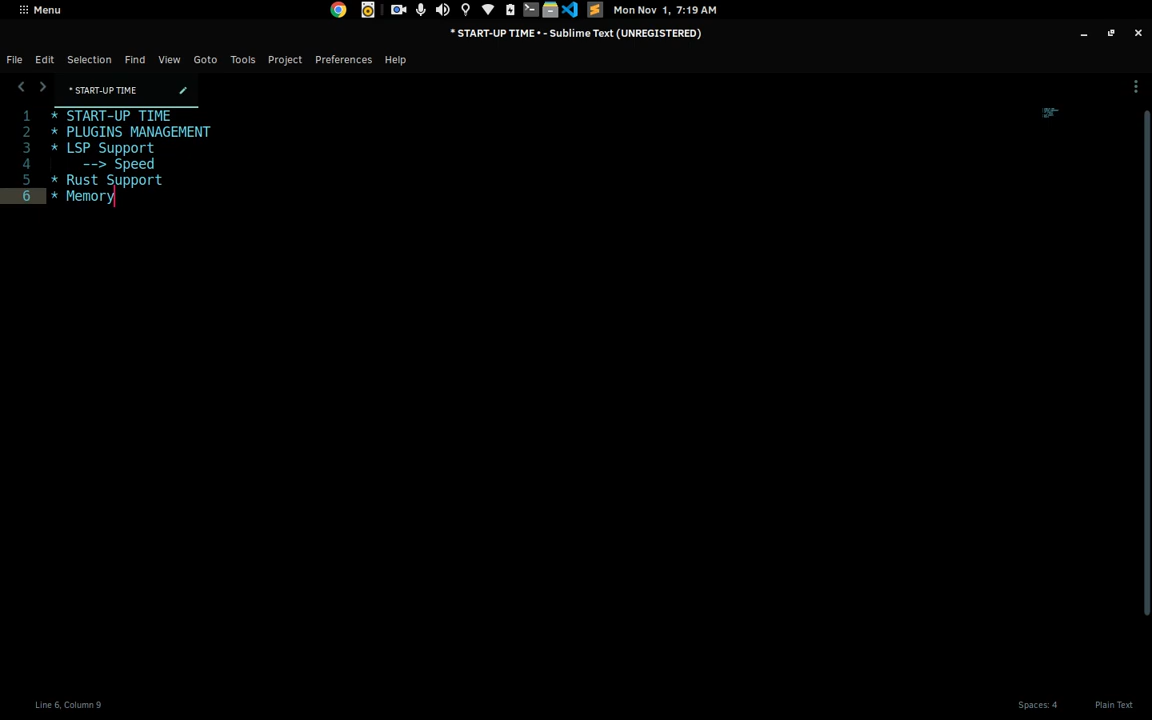 Menu
Mon Nov 1, 7:19 AM
* START-UP TIME • - Sublime Text (UNREGISTERED)
File Edit Selection Find View Goto Tools Project Preferences Help
* START-UP TIME
1 * START-UP TIME
2 * PLUGINS MANAGEMENT
3 * LSP Support
4 --> Speed
5 * Rust Support
6 * Memory
Line 6, Column 9
Spaces: 4
Plain Text